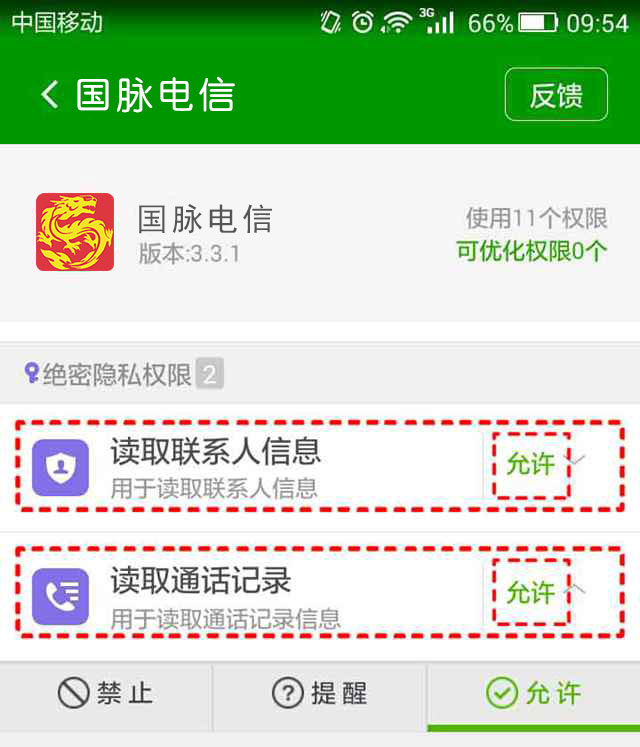 中国移动 3G 66% 09:54
国脉电信 反馈
国脉电信 使用11个权限
版本:3.3.1 可优化权限0个
绝密隐私权限 2
读取联系人信息 允许
用于读取联系人信息
读取通话记录 允许
用于读取通话记录信息
禁止 提醒 允许